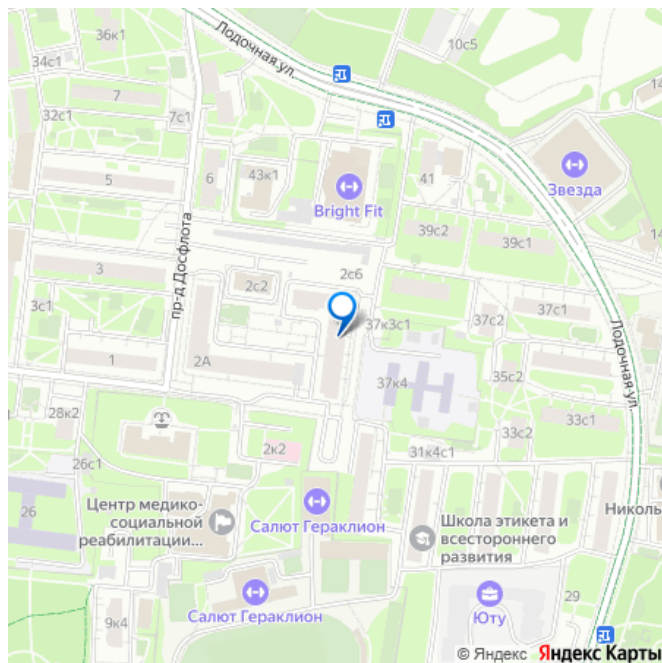 36к1
10с5
Лодочная ул.
34с1
7
14
32с1
7с1
5
6
43к1
41
Звезда
Bright Fit
39с2
39с1
14
пр-д Досфлота
3
2с6
2с2
3с1
37с1
37к3с1
37с2
Лодочная ул.
1
2А
37к4
35с2
28к2
33с1
33с2
2к2
31к4с1
26с1
26
Центр медико-
социальной
реабилитации...
Салют Гераклион
Школа этикета и
всестороннего
развития
Николь
Салют Гераклион
Юту
29
9к4
© Яндекс Яндекс Карты